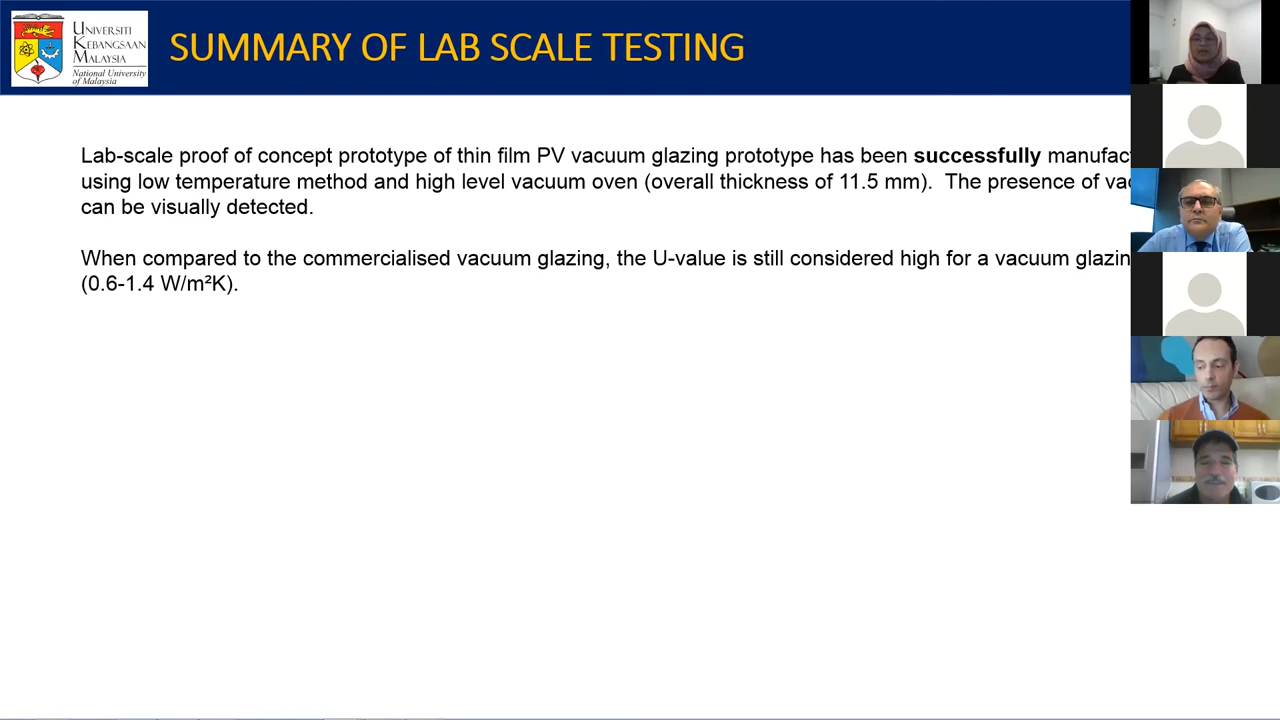 UNIVERSITI
KEBANGSAAN
MALAYSIA
National University
of Malaysia
SUMMARY OF LAB SCALE TESTING
Lab-scale proof of concept prototype of thin film PV vacuum glazing prototype has been successfully
using low temperature method and high level vacuum oven (overall thickness of 11.5 mm). The presence of
can be visually detected.
When compared to the commercialised vacuum glazing, the U-value is still considered high for a vacuum
(0.6-1.4 W/m²K).